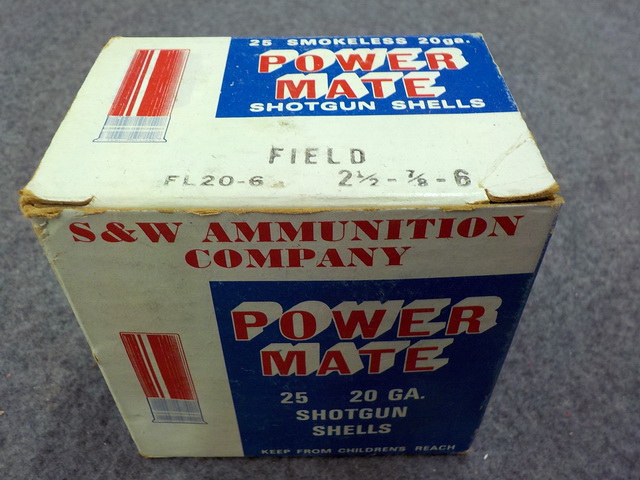 25 SMOKELESS 20ga.
POWER
MATE
SHOTGUN SHELLS
FIELD
FL20-6 2½-⅞-6
S&W AMMUNITION
COMPANY
POWER
MATE
25 20 GA.
SHOTGUN
SHELLS
KEEP FROM CHILDREN'S REACH